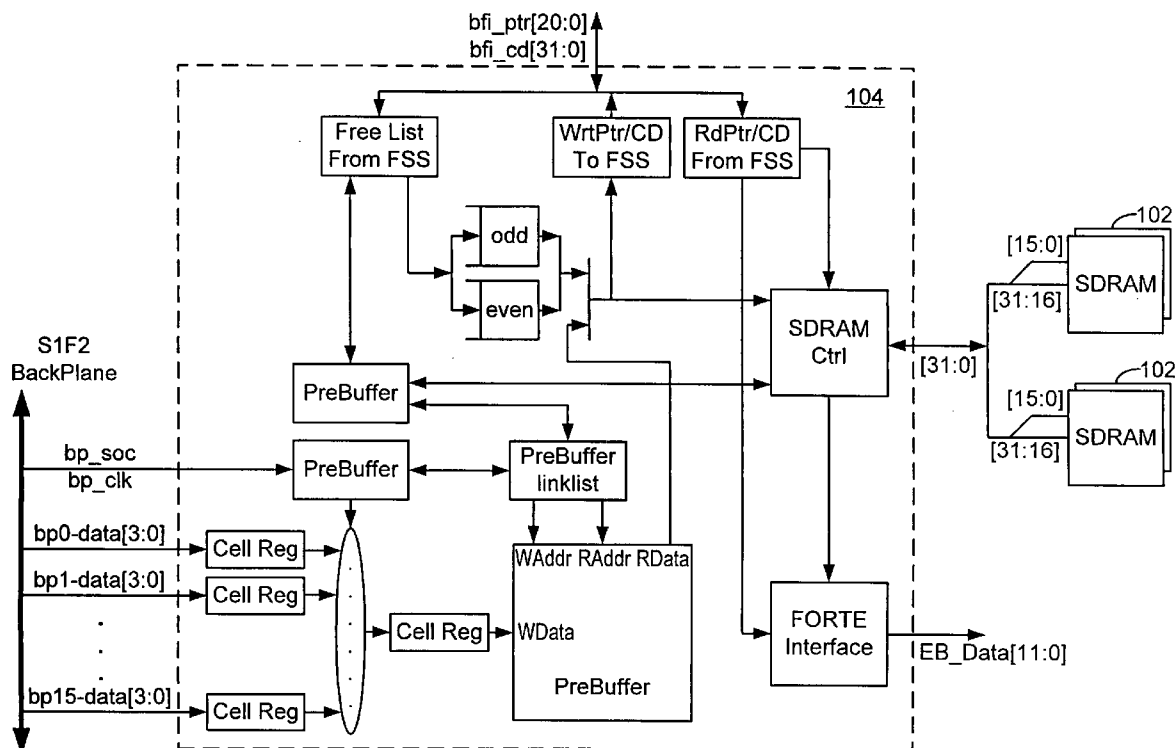 bfi_ptr[20:0]
bfi_cd[31:0]
104
Free List
From FSS
WrtPtr/CD
To FSS
RdPtr/CD
From FSS
odd
even
102
[15:0]
[31:16]
SDRAM
SDRAM
Ctrl
[31:0]
102
[15:0]
[31:16]
SDRAM
S1F2
BackPlane
PreBuffer
bp_soc
bp_clk
PreBuffer
PreBuffer
linklist
bp0-data[3:0]
Cell Reg
bp1-data[3:0]
Cell Reg
Cell Reg
bp15-data[3:0]
Cell Reg
WAddr RAddr RData
WData
PreBuffer
FORTE
Interface
EB_Data[11:0]